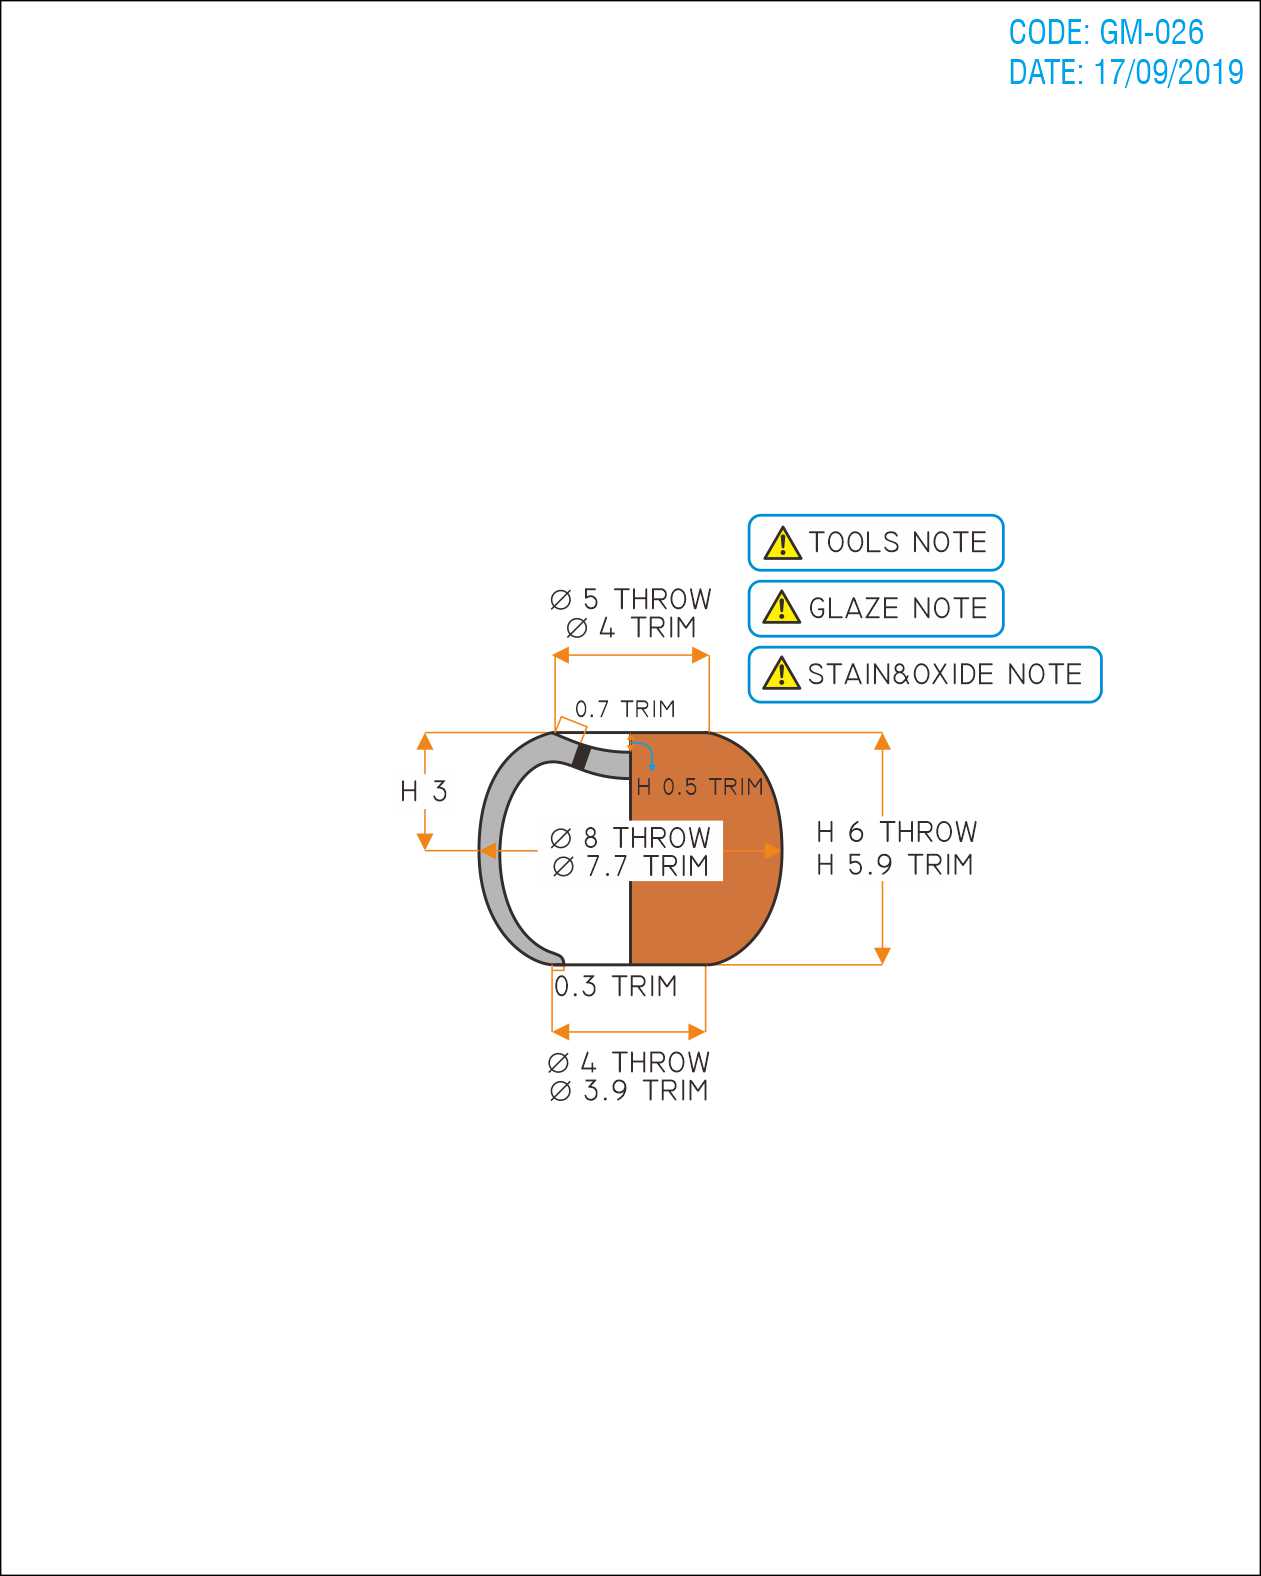 CODE: GM-026
DATE: 17/09/2019
TOOLS NOTE
GLAZE NOTE
STAIN&OXIDE NOTE
Ø 5 THROW
Ø 4 TRIM
0.7 TRIM
H 3
H 0.5 TRIM
Ø 8 THROW
Ø 7.7 TRIM
H 6 THROW
H 5.9 TRIM
0.3 TRIM
Ø 4 THROW
Ø 3.9 TRIM